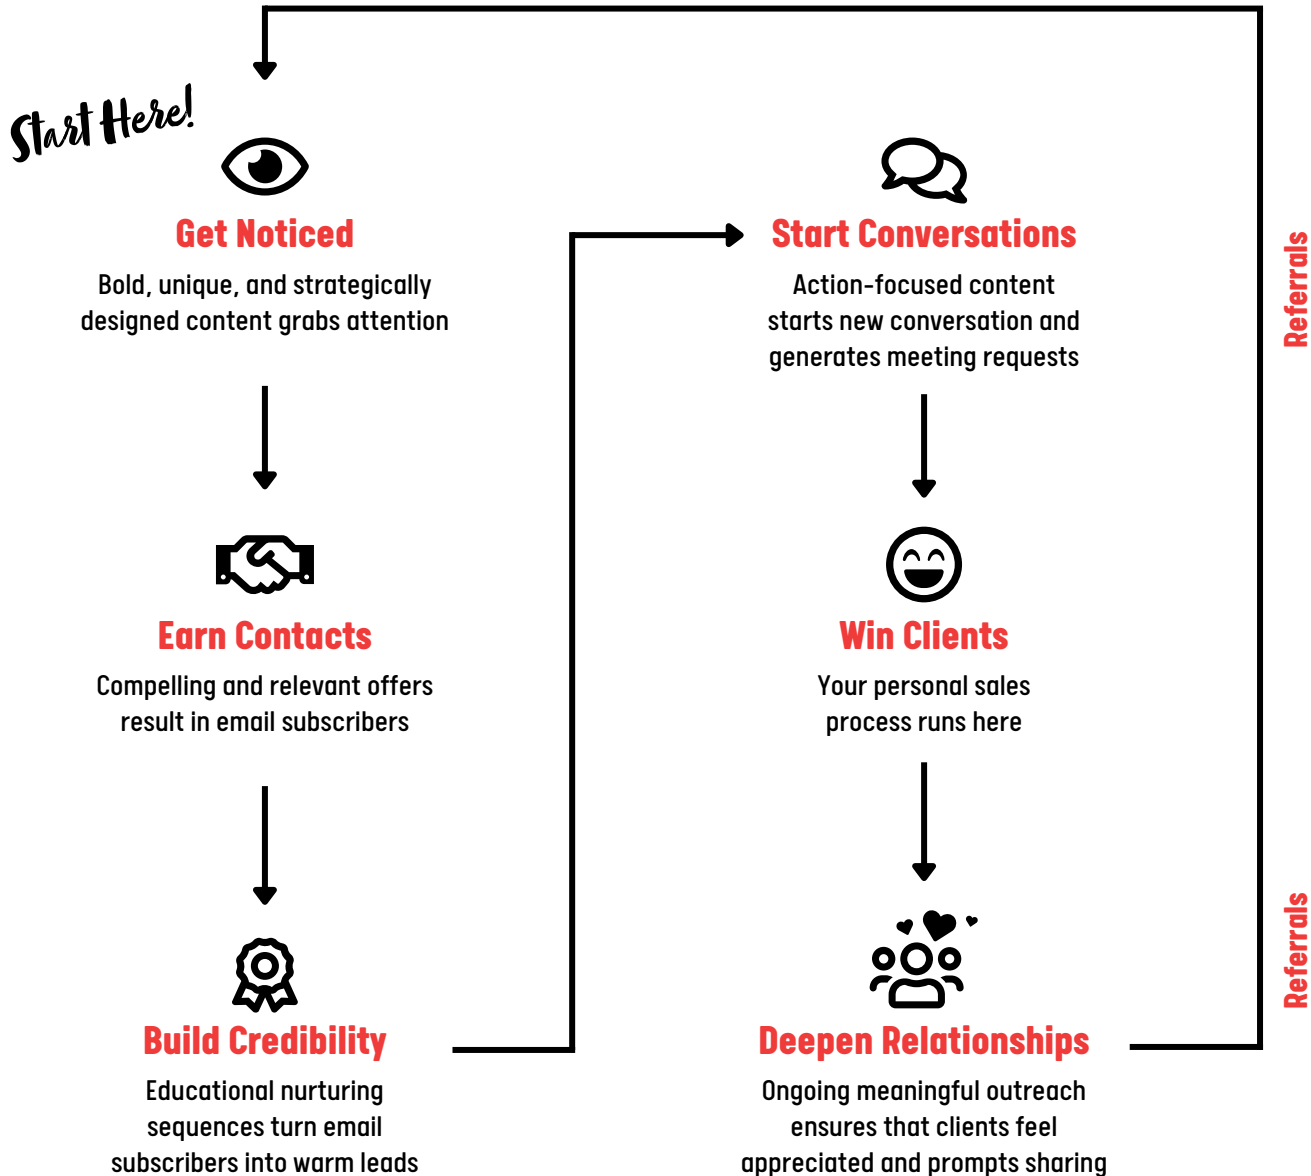 Start Here!
Get Noticed
Bold, unique, and strategically
designed content grabs attention
Earn Contacts
Compelling and relevant offers
result in email subscribers
Build Credibility
Educational nurturing
sequences turn email
subscribers into warm leads
Start Conversations
Action-focused content
starts new conversation and
generates meeting requests
Win Clients
Your personal sales
process runs here
Deepen Relationships
Ongoing meaningful outreach
ensures that clients feel
appreciated and prompts sharing
Referrals
Referrals